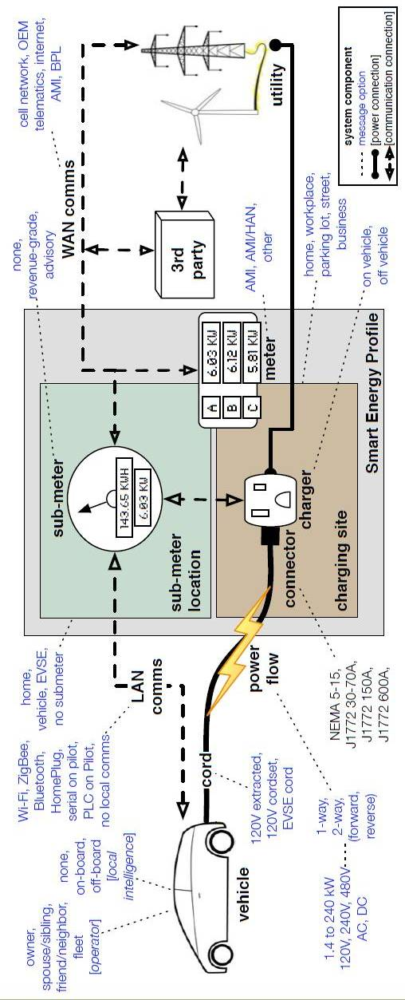 owner,
spouse/sibling,
friend/neighbor,
fleet
[operator]
none,
on-board,
off-board
[local
intelligence]
vehicle
Wi-Fi, ZigBee,
Bluetooth,
HomePlug,
serial on pilot,
PLC on Pilot,
no local comms
home,
vehicle, EVSE,
no submeter
LAN
comms
cord
120V extracted,
120V cordset,
EVSE cord
1.4 to 240 kW
120V, 240V, 480V
AC, DC
1-way,
2-way,
(forward,
reverse)
power
flow
NEMA 5-15,
J1772 30-70A,
J1772 150A,
J1772 600A,
sub-meter
143.65 KWH
6.03 KW
sub-meter
location
connector
charger
charging site
Smart Energy Profile
A 6.03 KW
B 6.12 KW
C 5.81 KW
meter
none,
revenue-grade,
advisory
WAN comms
cell network, OEM
telematics, internet,
AMI, BPL
3rd
party
AMI, AMI/HAN,
other
utility
home, workplace,
parking lot, street,
business
on vehicle,
off vehicle
system component
message option
[power connection]
[communication connection]